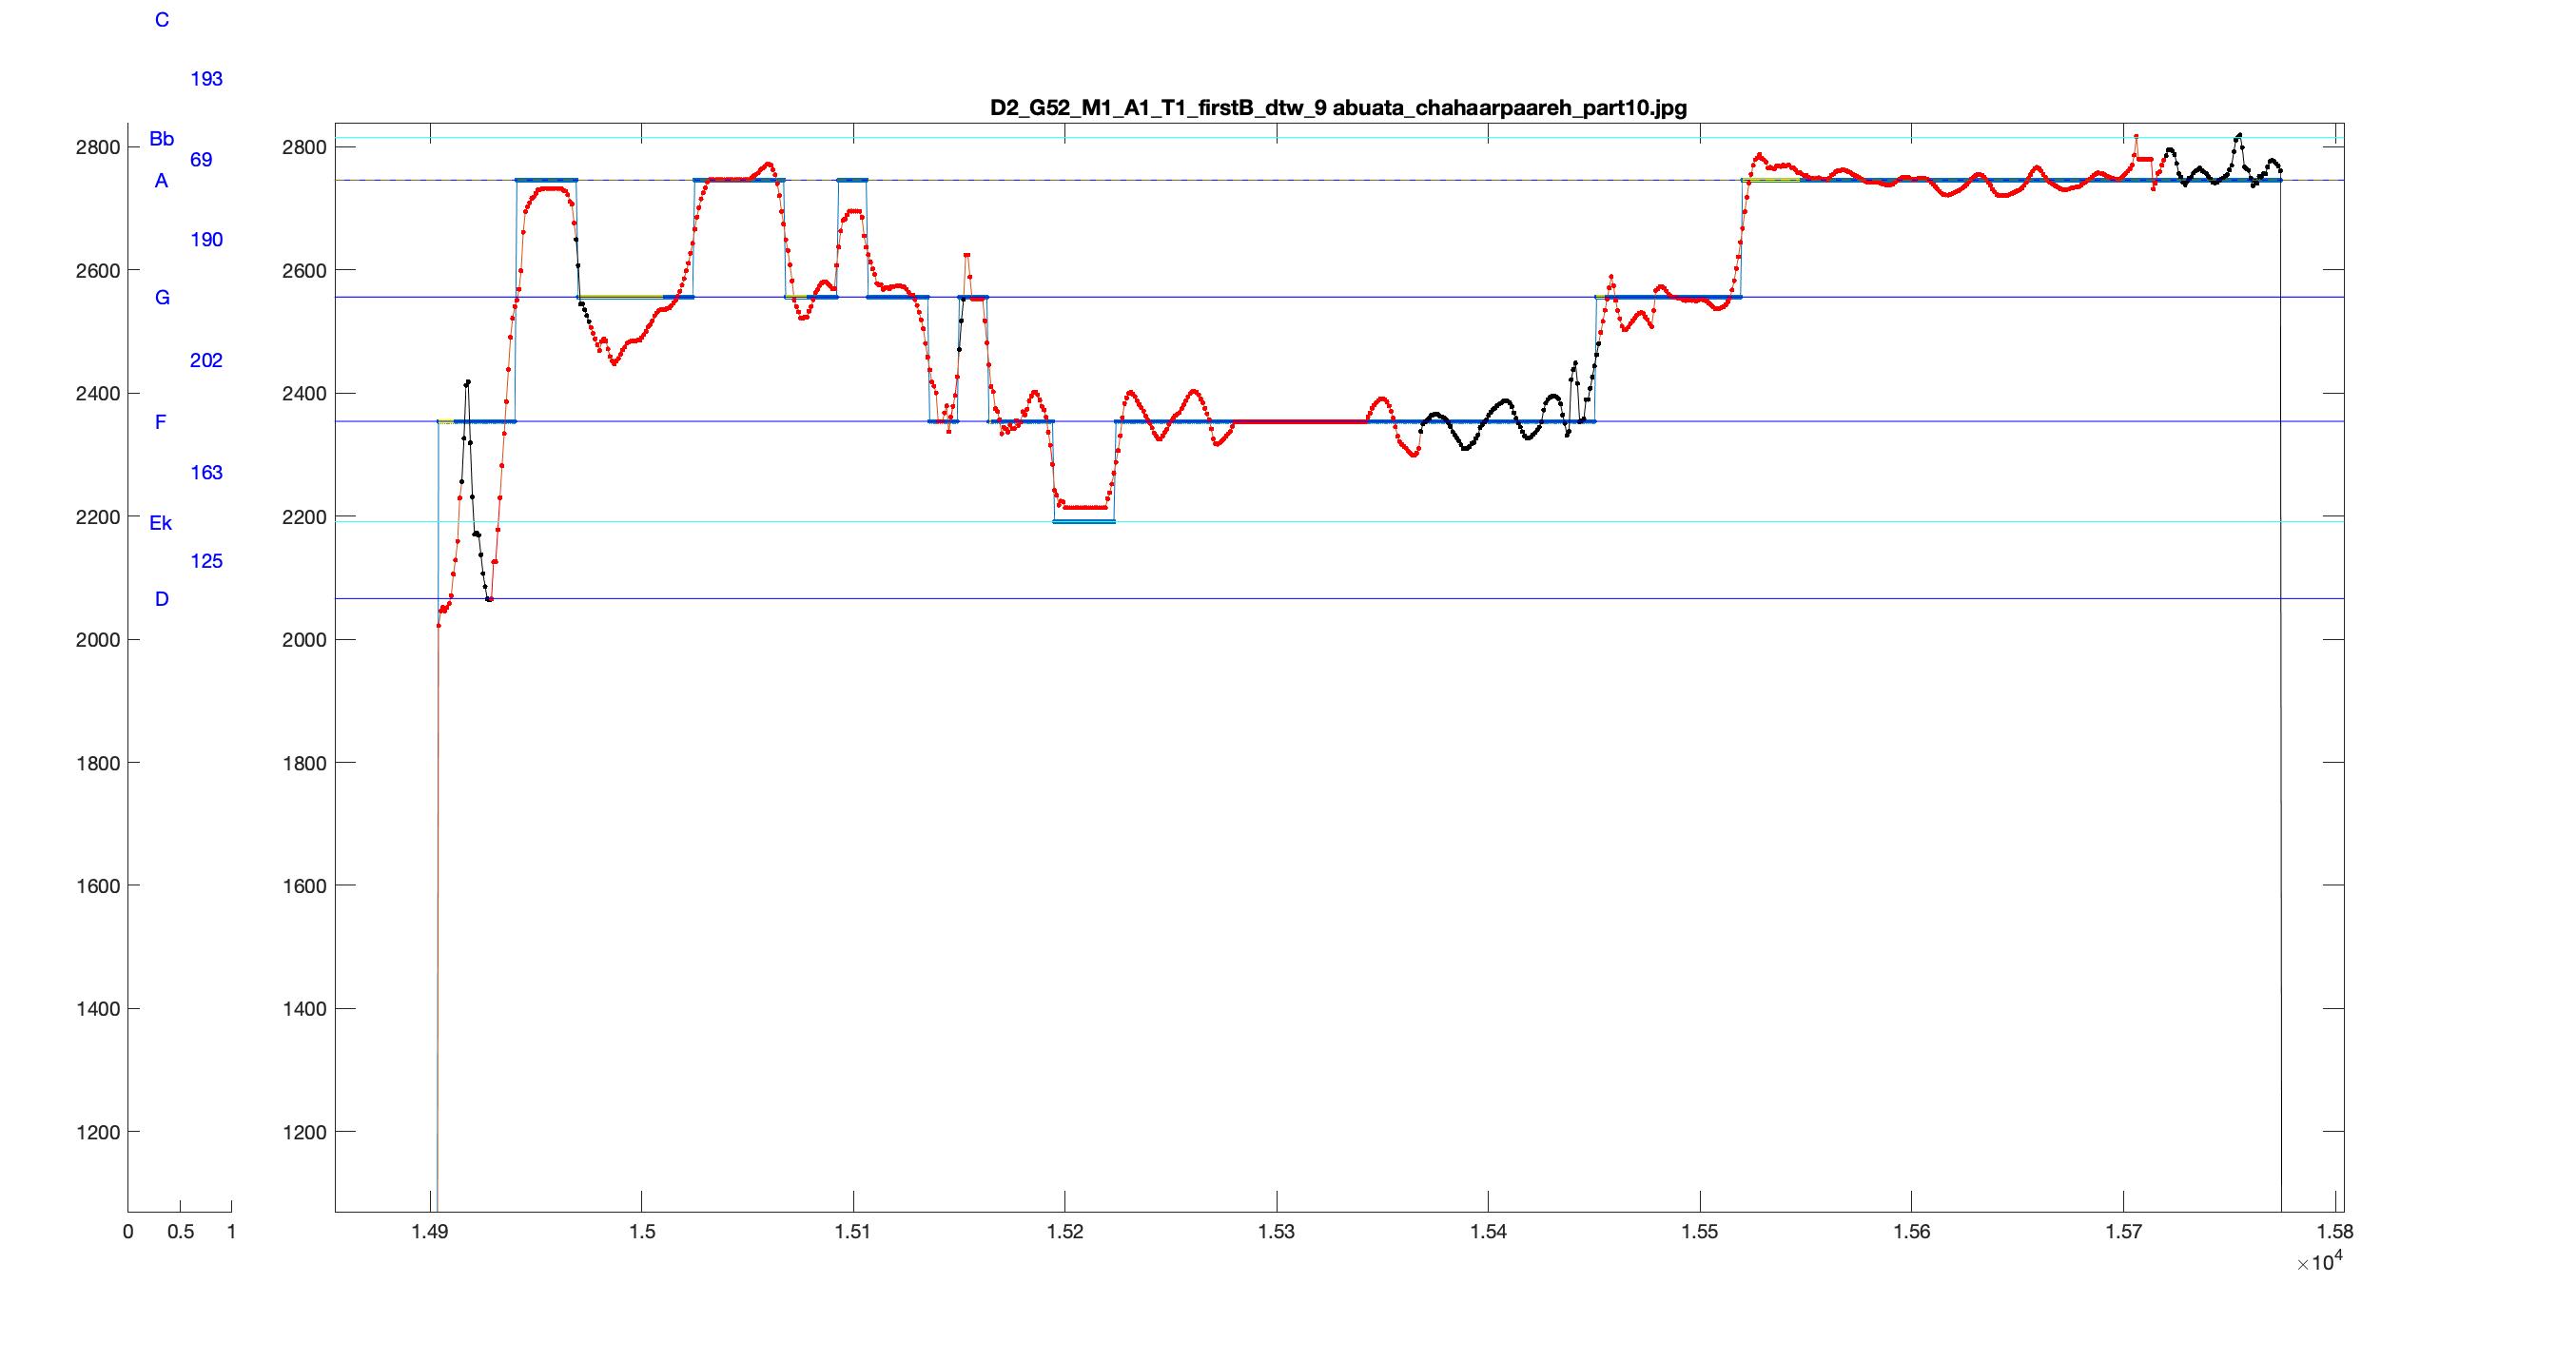 C
193
D2_G52_M1_A1_T1_firstB_dtw_9 abuata_chahaarpaareh_part10.jpg
2800 Bb 2800
69
A
190
2600 2600
G
202
2400 2400
F
163
2200 Ek 2200
125
D
2000 2000
1800 1800
1600 1600
1400 1400
1200 1200
0 0.5 1 1.49 1.5 1.51 1.52 1.53 1.54 1.55 1.56 1.57 1.58
×10^4